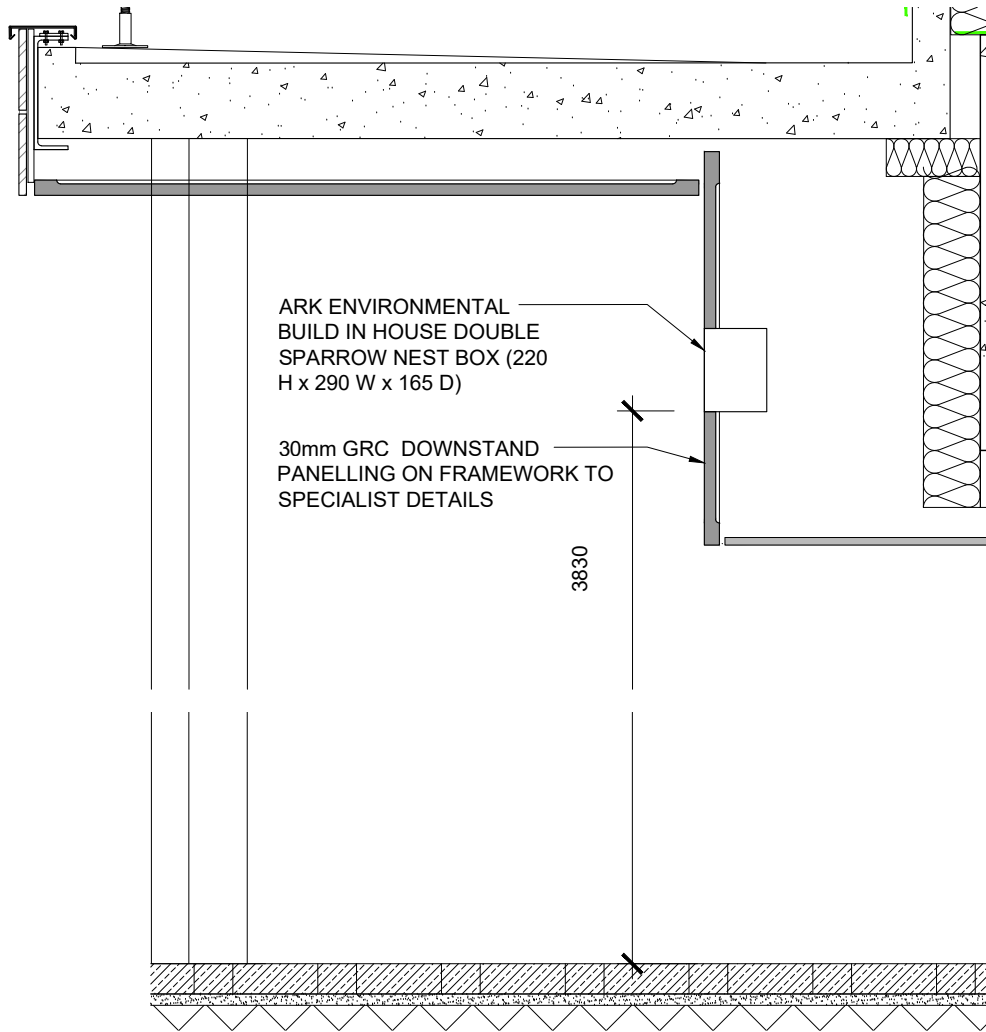 ARK ENVIRONMENTAL
BUILD IN HOUSE DOUBLE
SPARROW NEST BOX (220
H x 290 W x 165 D)
30mm GRC  DOWNSTAND
PANELLING ON FRAMEWORK TO
SPECIALIST DETAILS
3830